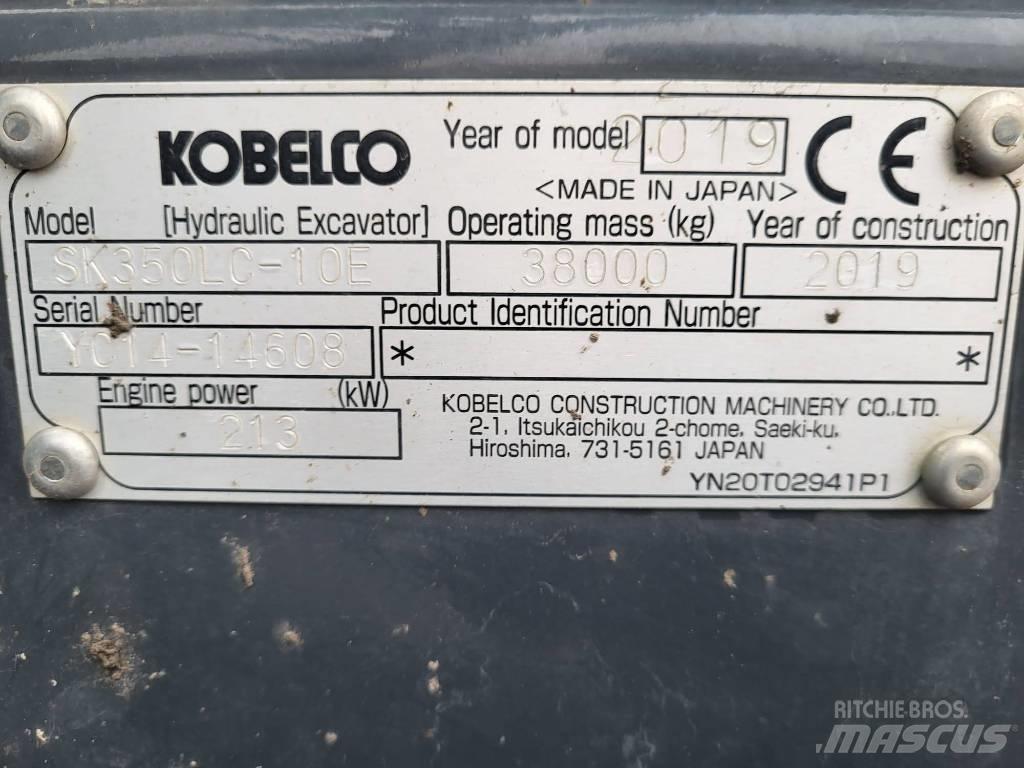 KOBELCO
Year of model 2019
CE
<MADE IN JAPAN>
Model [Hydraulic Excavator] Operating mass (kg) Year of construction
SK350LC-10E 38000 2019
Serial Number Product Identification Number
YC14-14608 * *
Engine power (kW)
213
KOBELCO CONSTRUCTION MACHINERY CO.,LTD.
2-1, Itsukaichikou 2-chome, Saeki-ku,
Hiroshima, 731-5161 JAPAN
YN20T02941P1
RITCHIE BROS.
MASCUS